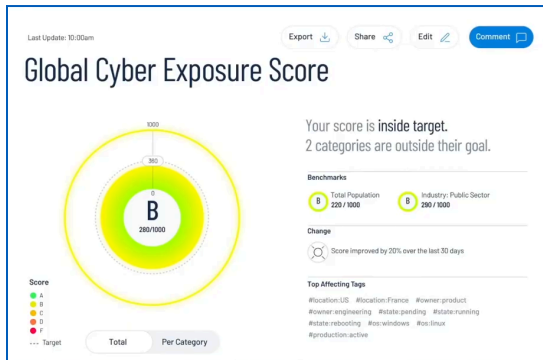 Last Update: 10:00am
Export
Share
Edit
Comment
Global Cyber Exposure Score
1000
360
0
B
280/1000
Your score is inside target.
2 categories are outside their goal.
Benchmarks
B
Total Population
220 / 1000
B
Industry: Public Sector
290 / 1000
Change
Score improved by 20% over the last 30 days
Top Affecting Tags
#location:US #location:France #owner:product
#owner:engineering #state:pending #state:running
#state:rebooting #os:windows #os:linux
#production:active
Score
A
B
C
D
F
Target
Total
Per Category